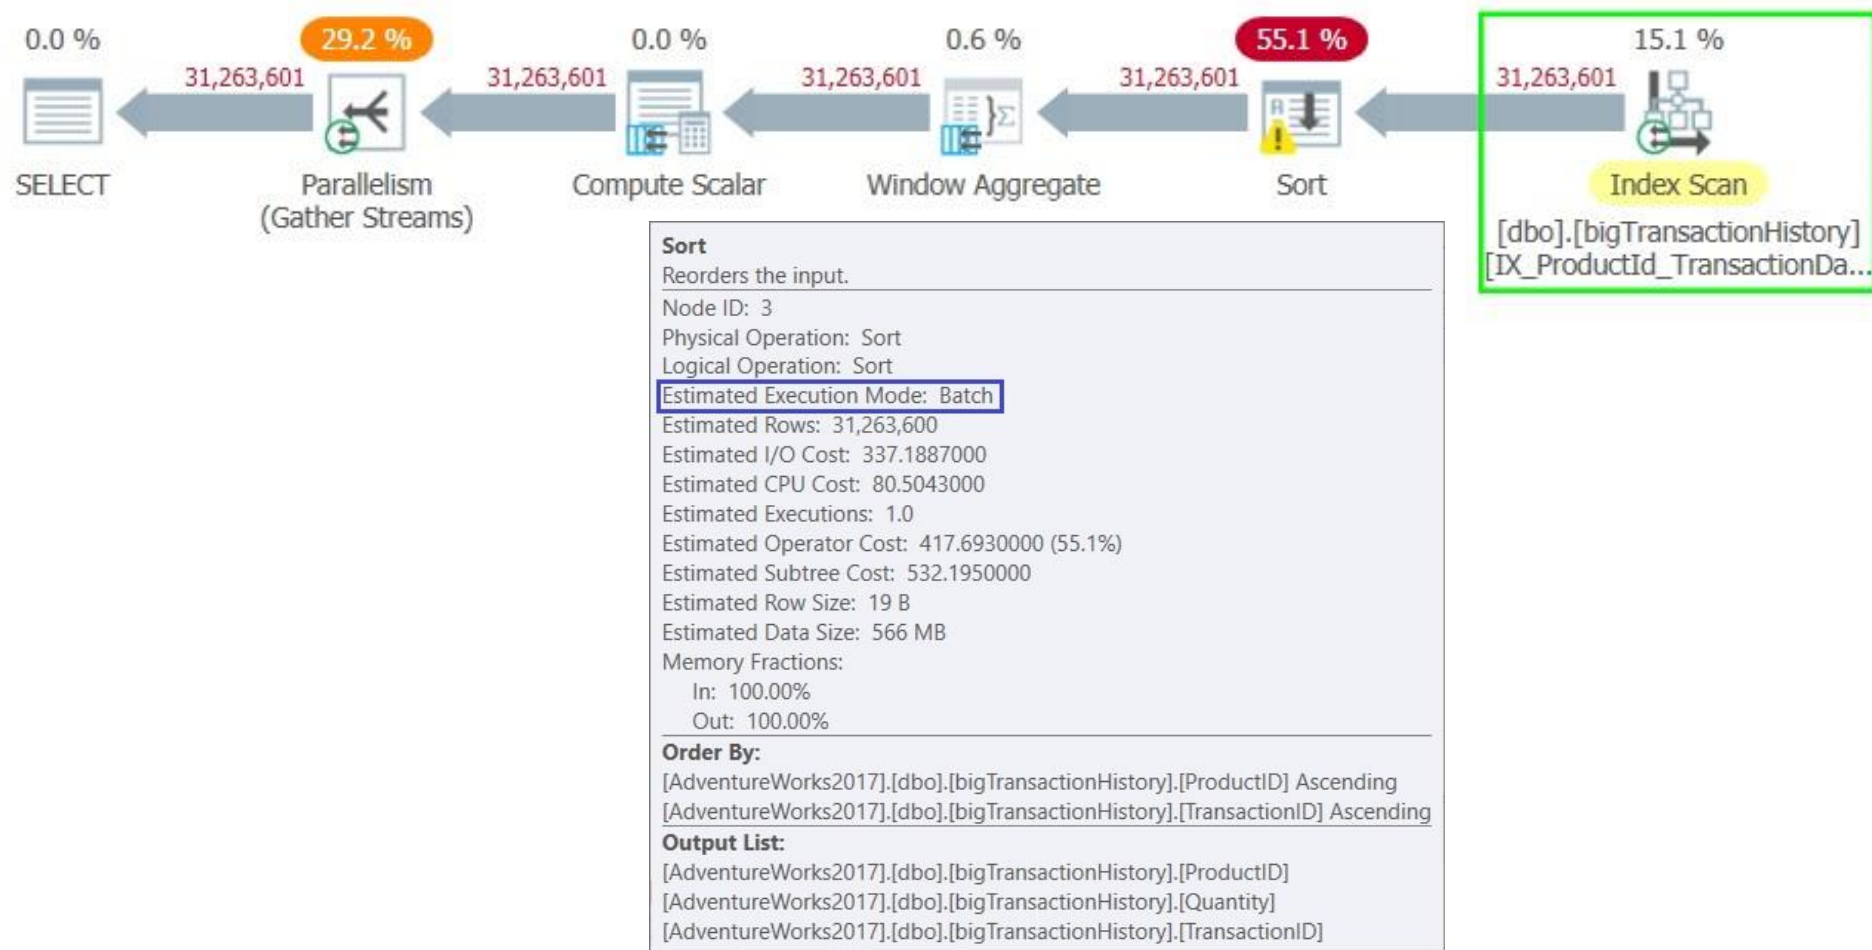 0.0 %
29.2 %
0.0 %
0.6 %
55.1 %
15.1 %
31,263,601
31,263,601
31,263,601
31,263,601
31,263,601
SELECT
Parallelism
(Gather Streams)
Compute Scalar
Window Aggregate
Sort
Index Scan
[dbo].[bigTransactionHistory]
[IX_ProductId_TransactionDa...
Sort
Reorders the input.
Node ID: 3
Physical Operation: Sort
Logical Operation: Sort
Estimated Execution Mode: Batch
Estimated Rows: 31,263,600
Estimated I/O Cost: 337.1887000
Estimated CPU Cost: 80.5043000
Estimated Executions: 1.0
Estimated Operator Cost: 417.6930000 (55.1%)
Estimated Subtree Cost: 532.1950000
Estimated Row Size: 19 B
Estimated Data Size: 566 MB
Memory Fractions:
In: 100.00%
Out: 100.00%
Order By:
[AdventureWorks2017].[dbo].[bigTransactionHistory].[ProductID] Ascending
[AdventureWorks2017].[dbo].[bigTransactionHistory].[TransactionID] Ascending
Output List:
[AdventureWorks2017].[dbo].[bigTransactionHistory].[ProductID]
[AdventureWorks2017].[dbo].[bigTransactionHistory].[Quantity]
[AdventureWorks2017].[dbo].[bigTransactionHistory].[TransactionID]